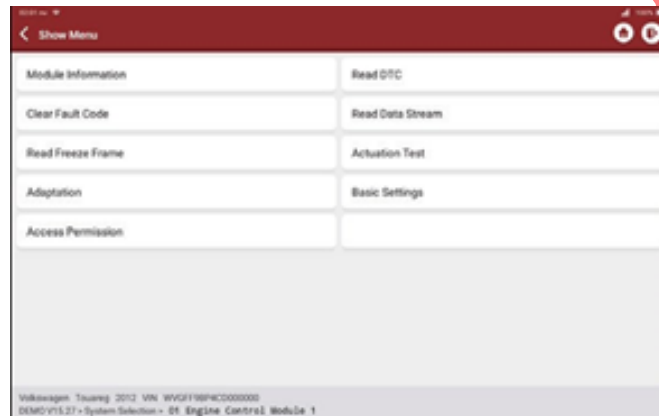 Show Menu
Module Information
Read DTC
Clear Fault Code
Read Data Stream
Read Freeze Frame
Actuation Test
Adaptation
Basic Settings
Access Permission
Volkswagen Touareg 2012 VIN
DEMO V15.27 > System Selection > 01 Engine Control Module 1